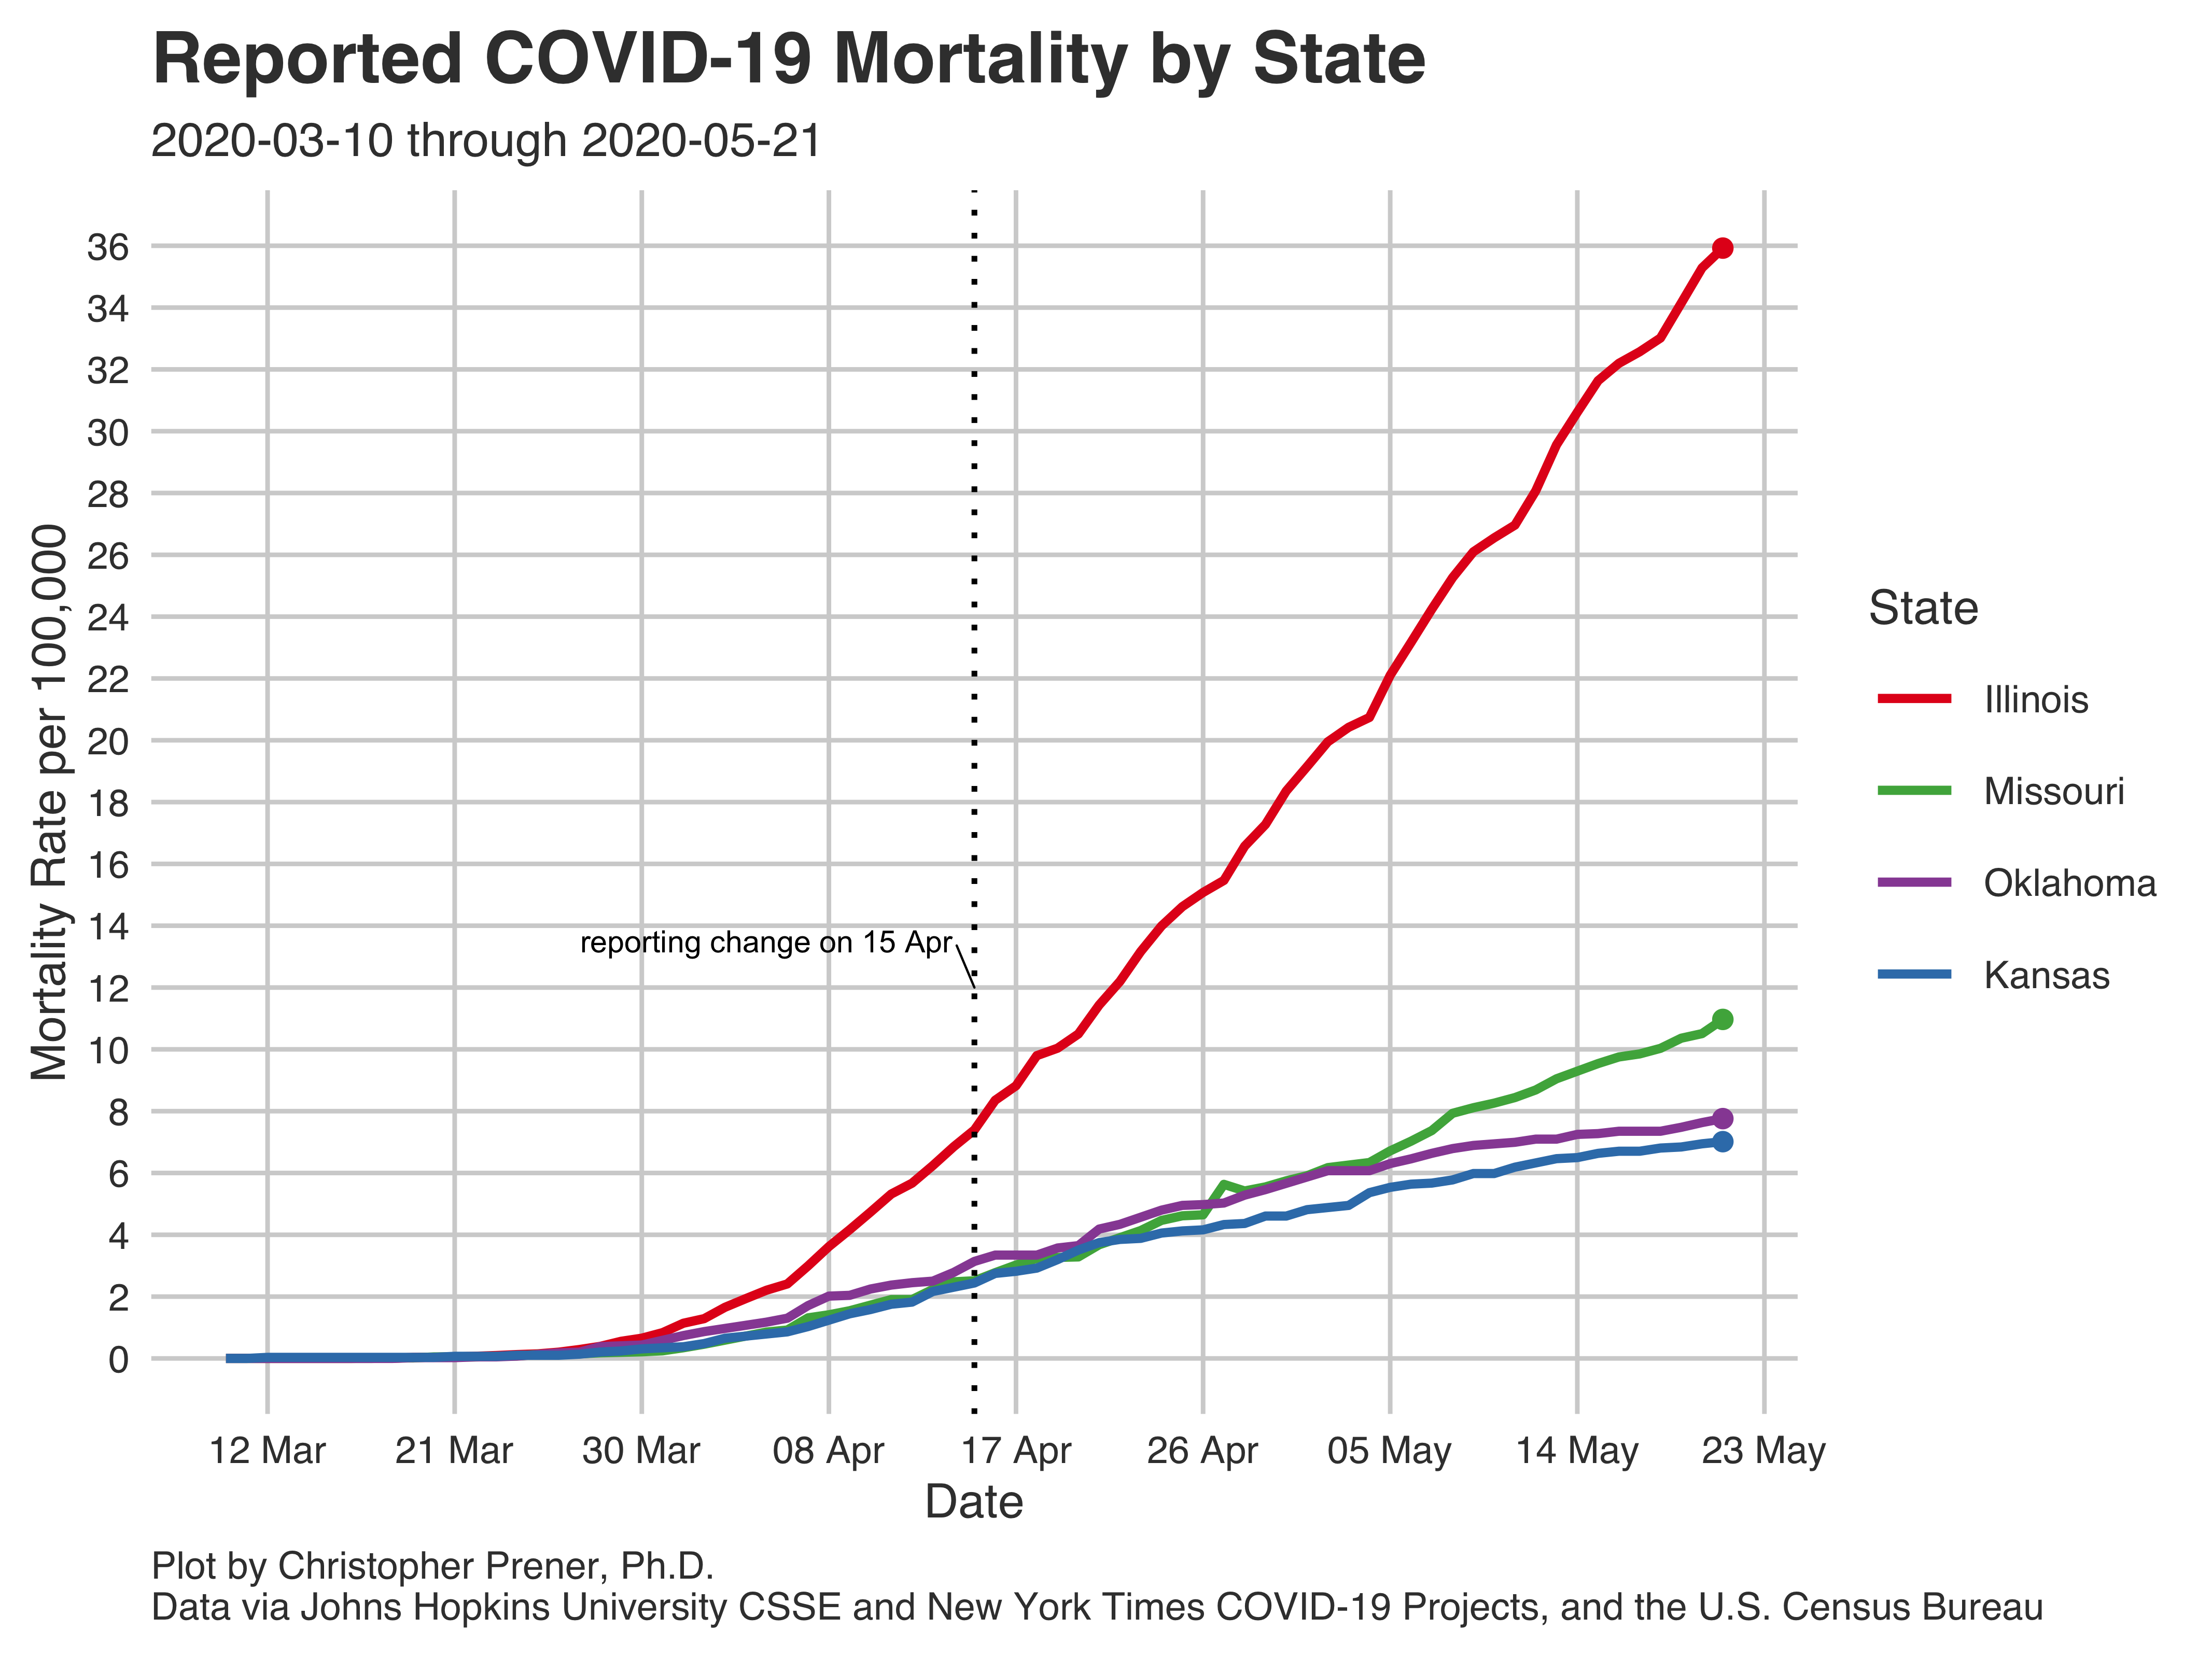 Reported COVID-19 Mortality by State
2020-03-10 through 2020-05-21
Mortality Rate per 100,000
36
34
32
30
28
26
24
22
20
18
16
14
12
10
8
6
4
2
0
reporting change on 15 Apr
12 Mar
21 Mar
30 Mar
08 Apr
17 Apr
26 Apr
05 May
14 May
23 May
Date
State
Illinois
Missouri
Oklahoma
Kansas
Plot by Christopher Prener, Ph.D.
Data via Johns Hopkins University CSSE and New York Times COVID-19 Projects, and the U.S. Census Bureau